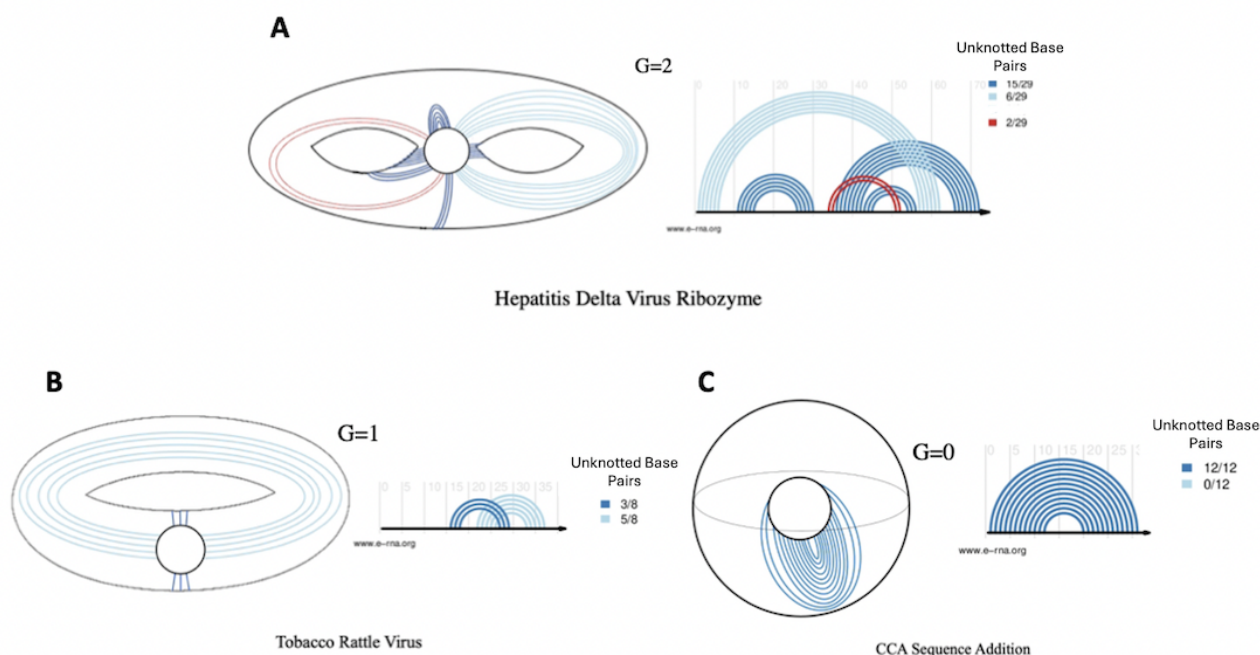 A
G=2
Unknotted Base
Pairs
15/29
6/29
2/29
0 10 20 30 40 50 60 70
www.e-rna.org
Hepatitis Delta Virus Ribozyme
B
G=1
Unknotted Base
Pairs
3/8
5/8
0 5 15 20 25 30 35
www.e-rna.org
Tobacco Rattle Virus
C
G=0
Unknotted Base
Pairs
12/12
0/12
0 5 10 15 20 25
www.e-rna.org
CCA Sequence Addition